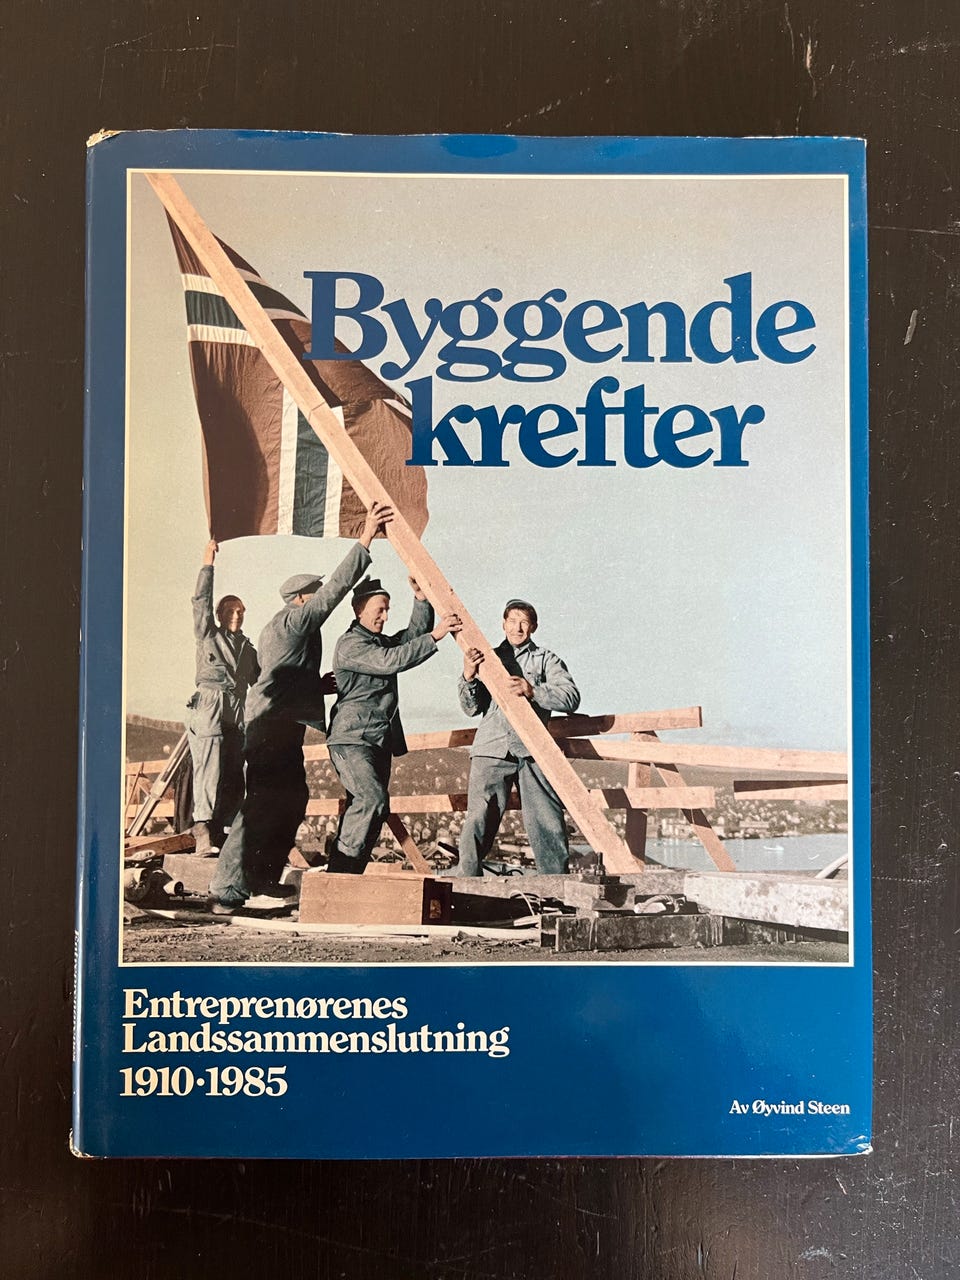 Byggende
krefter
Entreprenørenes
Landssammenslutning
1910·1985
Av Øyvind Steen